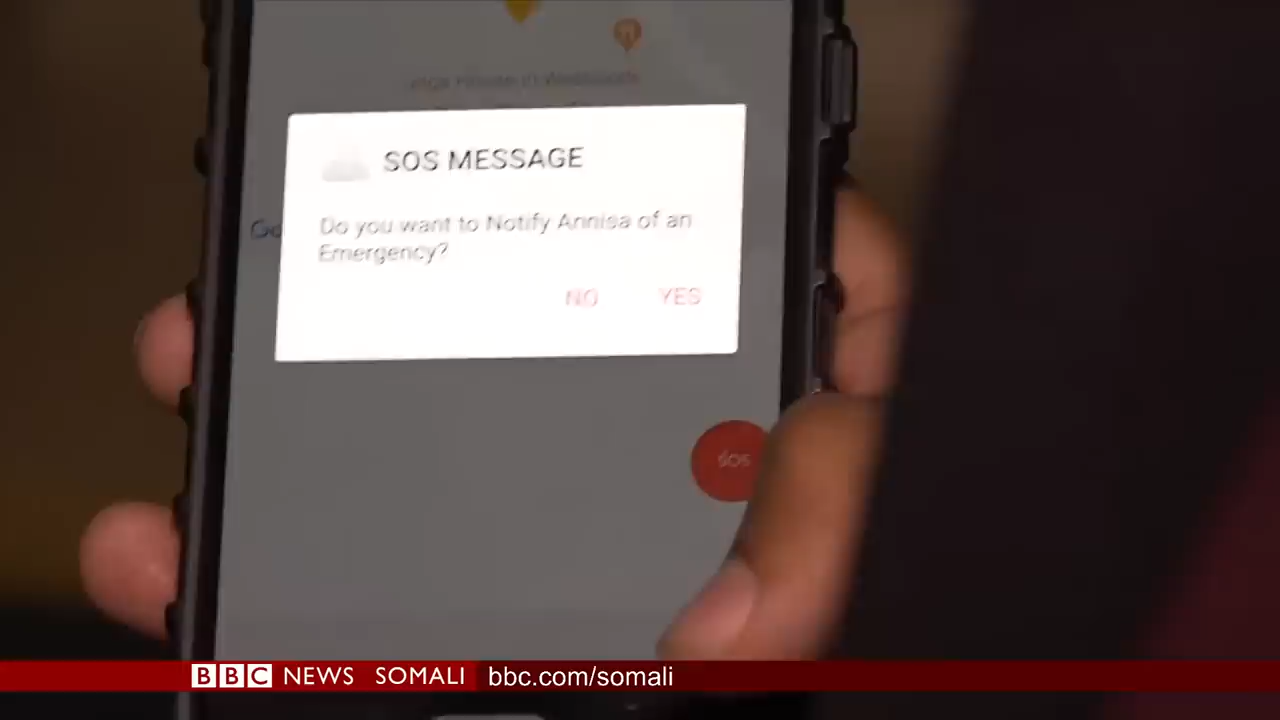 SOS MESSAGE
Do you want to Notify Annisa of an
Emergency?
NO YES
sos
BBC NEWS SOMALI bbc.com/somali